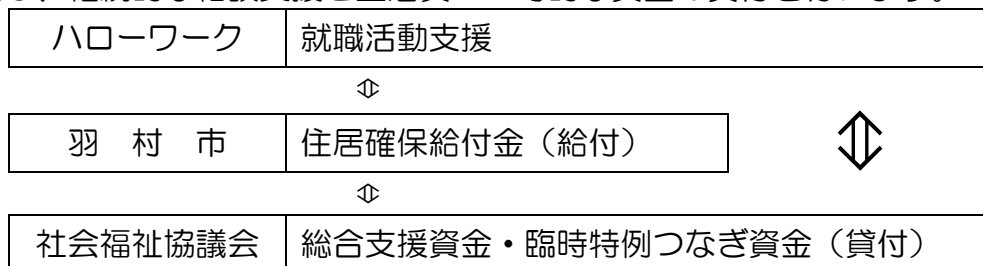 ハローワーク 就職活動支援
⇕
羽 村 市 住居確保給付金（給付） ⇕
⇕
社会福祉協議会 総合支援資金・臨時特例つなぎ資金（貸付）